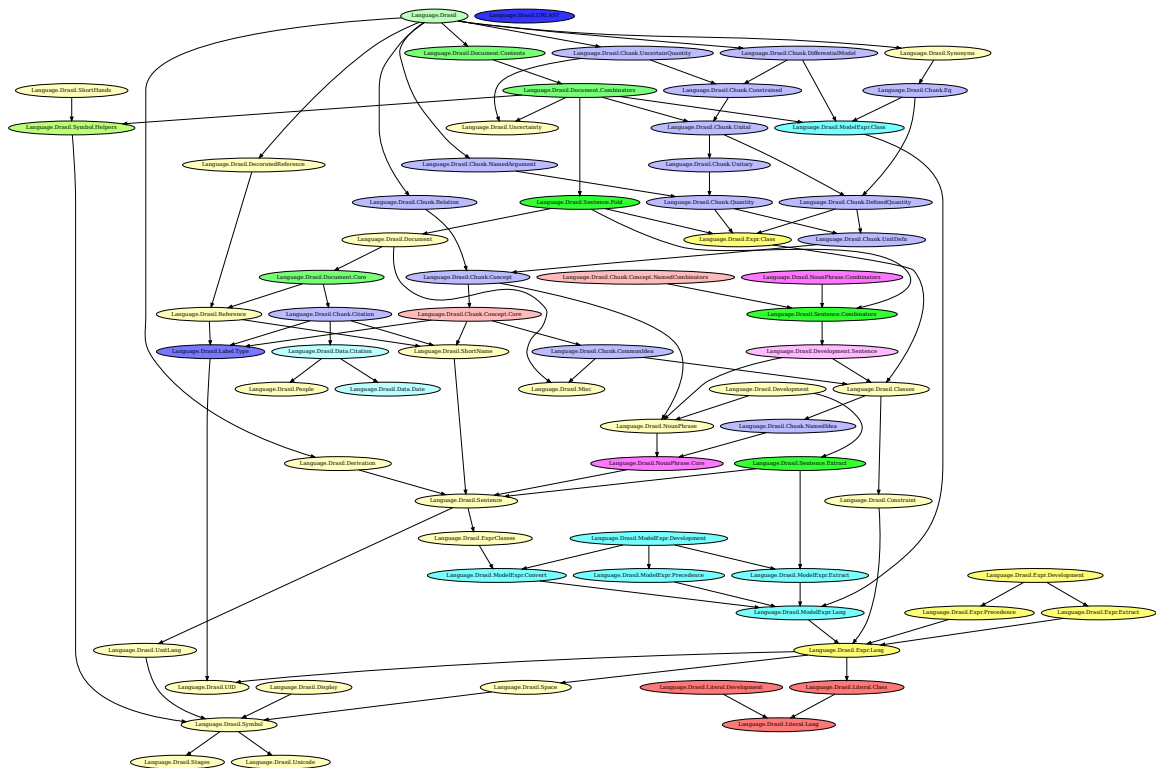 Language.Drasil
Language.Drasil.URLAST
Language.Drasil.Document.Contents
Language.Drasil.Chunk.UncertainQuantity
Language.Drasil.Chunk.DifferentialModel
Language.Drasil.Synonyms
Language.Drasil.ShortHands
Language.Drasil.Document.Combinators
Language.Drasil.Chunk.Constrained
Language.Drasil.Chunk.Eq
Language.Drasil.Symbol.Helpers
Language.Drasil.Uncertainty
Language.Drasil.Chunk.Unital
Language.Drasil.ModelExpr.Class
Language.Drasil.DecoratedReference
Language.Drasil.Chunk.NamedArgument
Language.Drasil.Chunk.Unitary
Language.Drasil.Chunk.Relation
Language.Drasil.Sentence.Fold
Language.Drasil.Chunk.Quantity
Language.Drasil.Chunk.DefinedQuantity
Language.Drasil.Document
Language.Drasil.Expr.Class
Language.Drasil.Chunk.UnitDefn
Language.Drasil.Document.Core
Language.Drasil.Chunk.Concept
Language.Drasil.Chunk.Concept.NamedCombinators
Language.Drasil.NounPhrase.Combinators
Language.Drasil.Reference
Language.Drasil.Chunk.Citation
Language.Drasil.Chunk.Concept.Core
Language.Drasil.Sentence.Combinators
Language.Drasil.Label.Type
Language.Drasil.Data.Citation
Language.Drasil.ShortName
Language.Drasil.Chunk.CommonIdea
Language.Drasil.Development.Sentence
Language.Drasil.People
Language.Drasil.Data.Date
Language.Drasil.Misc
Language.Drasil.Development
Language.Drasil.Classes
Language.Drasil.NounPhrase
Language.Drasil.Chunk.NamedIdea
Language.Drasil.Derivation
Language.Drasil.NounPhrase.Core
Language.Drasil.Sentence.Extract
Language.Drasil.Sentence
Language.Drasil.Constraint
Language.Drasil.ExprClasses
Language.Drasil.ModelExpr.Development
Language.Drasil.ModelExpr.Convert
Language.Drasil.ModelExpr.Precedence
Language.Drasil.ModelExpr.Extract
Language.Drasil.Expr.Development
Language.Drasil.ModelExpr.Lang
Language.Drasil.Expr.Precedence
Language.Drasil.Expr.Extract
Language.Drasil.UnitLang
Language.Drasil.Expr.Lang
Language.Drasil.UID
Language.Drasil.Display
Language.Drasil.Space
Language.Drasil.Literal.Development
Language.Drasil.Literal.Class
Language.Drasil.Symbol
Language.Drasil.Literal.Lang
Language.Drasil.Stages
Language.Drasil.Unicode